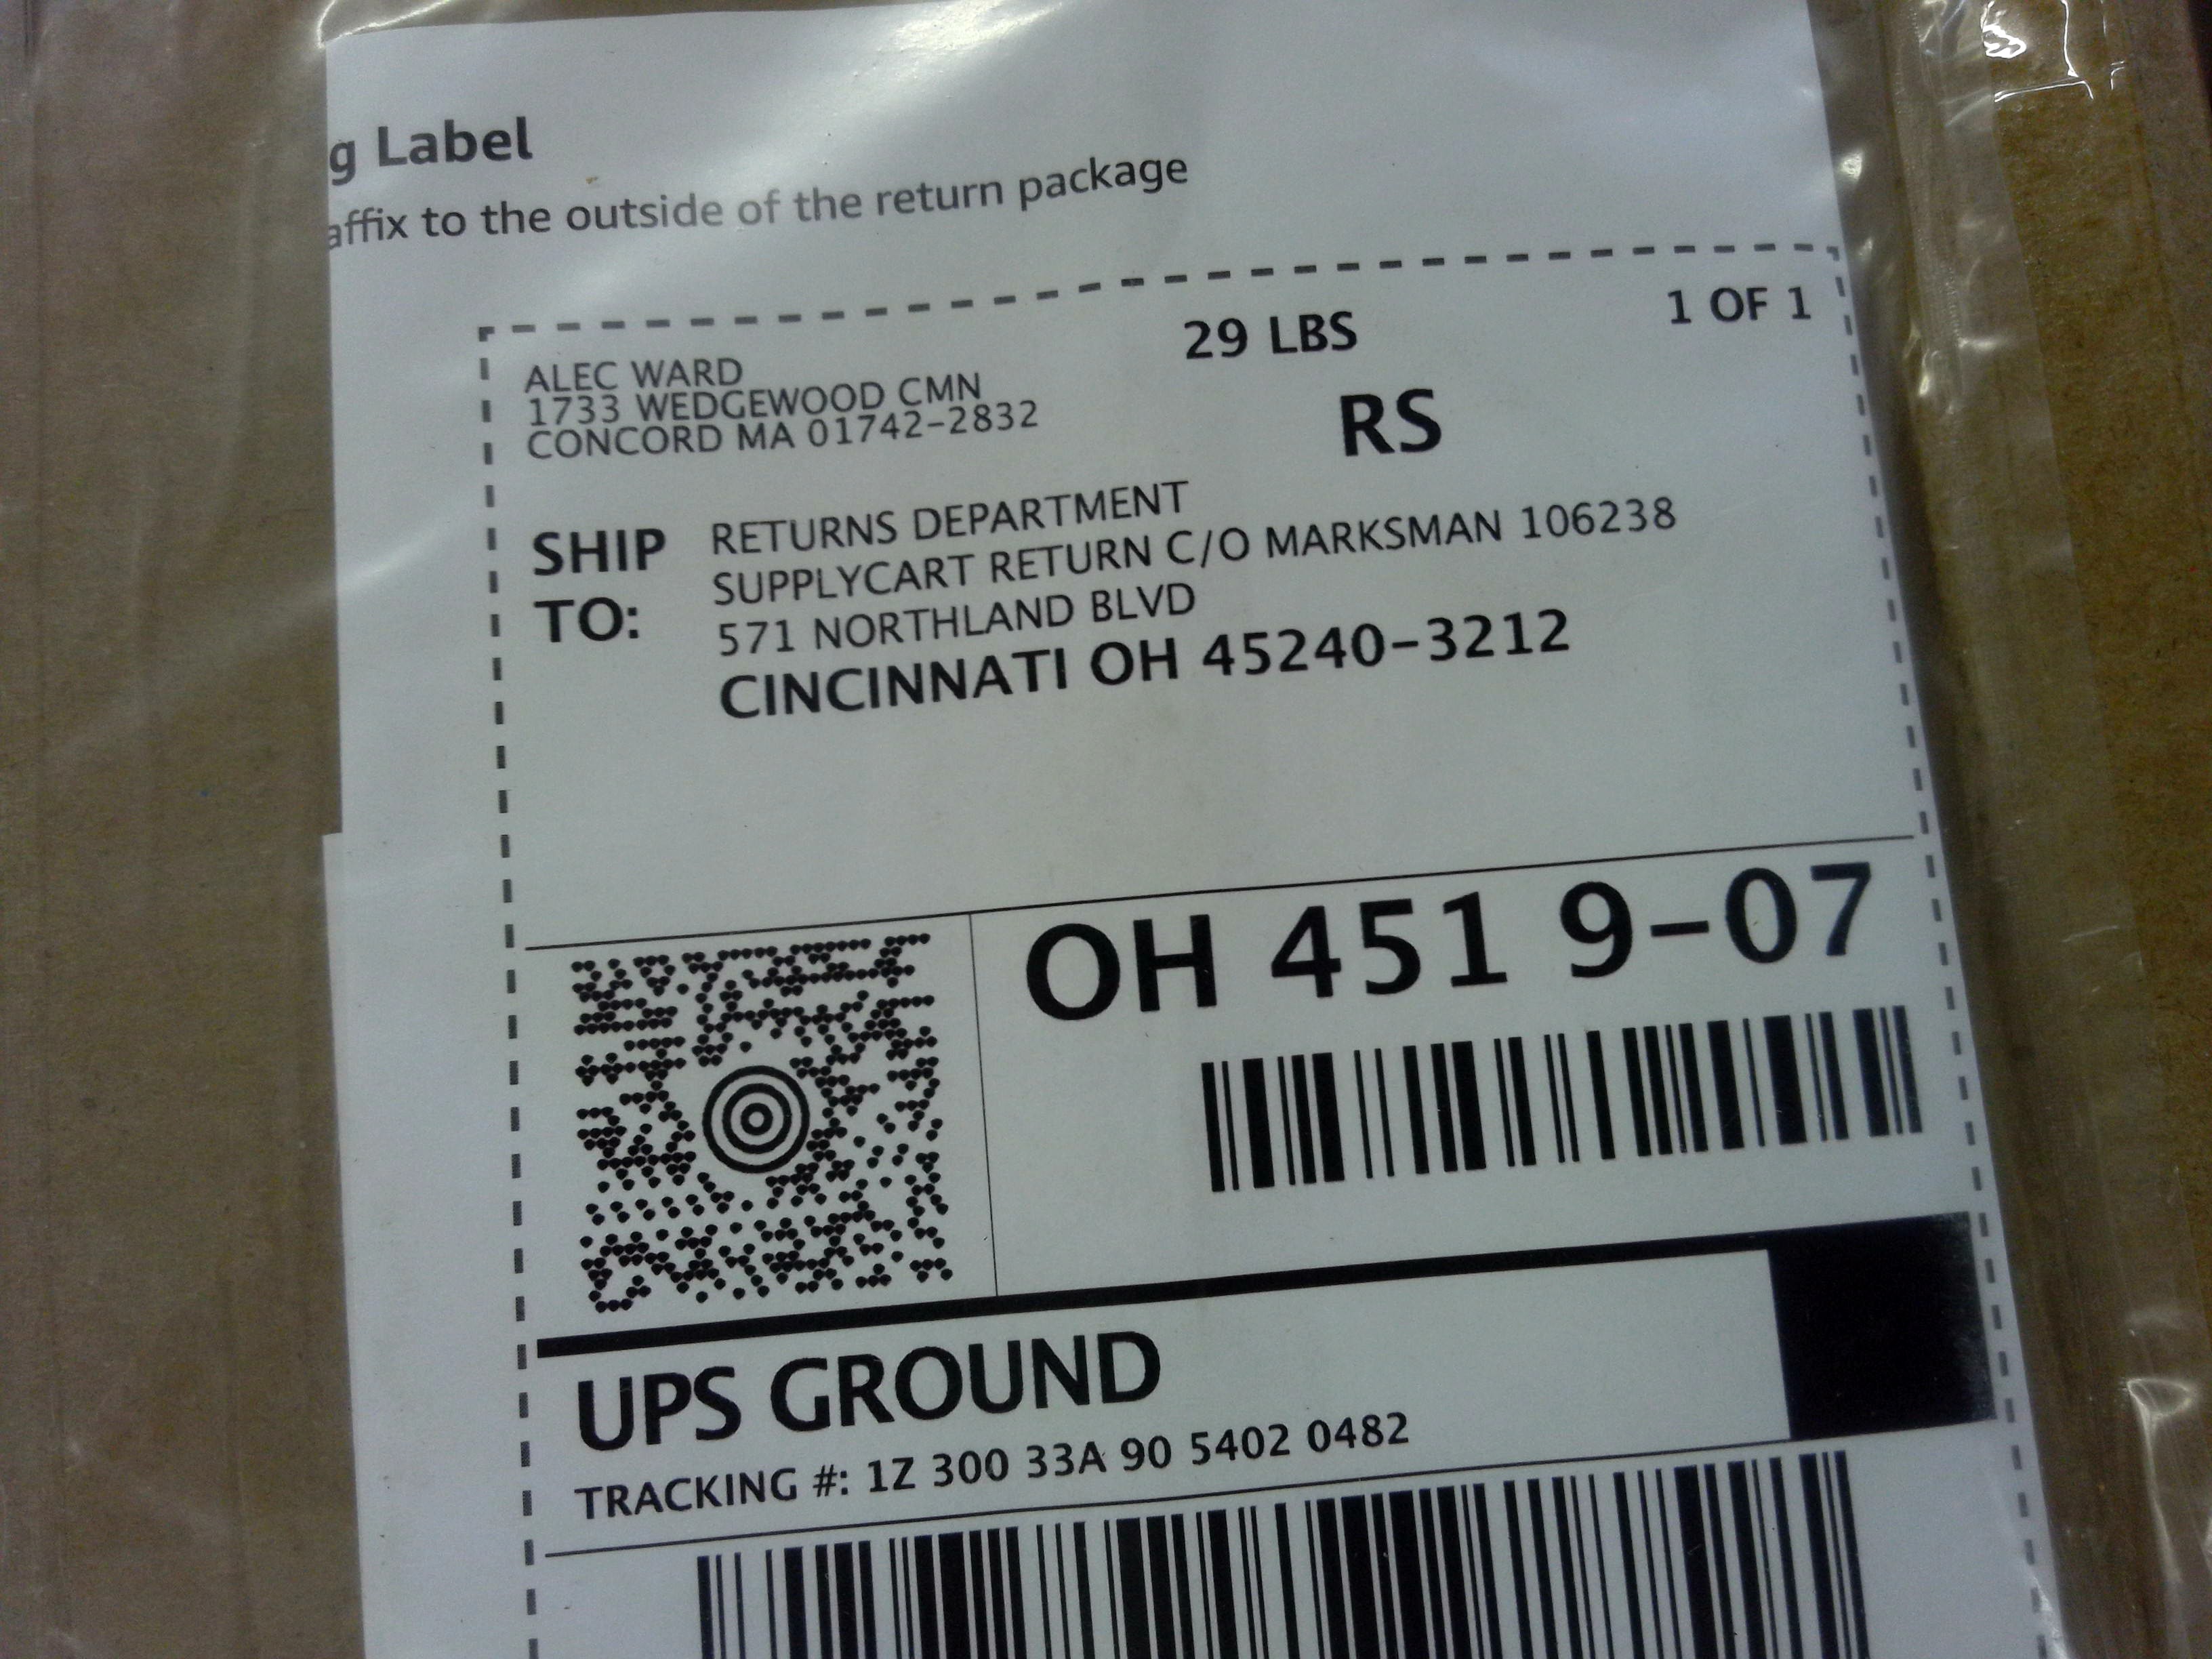 g Label
affix to the outside of the return package
29 LBS
1 OF 1
ALEC WARD
1733 WEDGEWOOD CMN
CONCORD MA 01742-2832
RS
SHIP
TO:
RETURNS DEPARTMENT
SUPPLYCART RETURN C/O MARKSMAN 106238
571 NORTHLAND BLVD
CINCINNATI OH 45240-3212
OH 451 9-07
UPS GROUND
TRACKING #: 1Z 300 33A 90 5402 0482